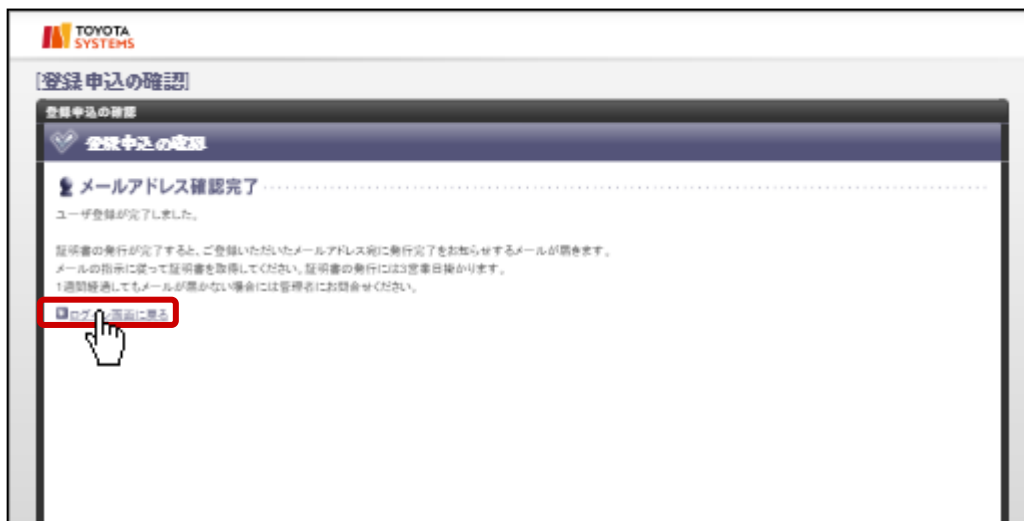 TOYOTA
SYSTEMS
[登録申込の確認]
登録申込の確認
登録申込の確認
メールアドレス確認完了
ユーザ登録が完了しました。
証明書の発行が完了すると、ご登録いただいたメールアドレス宛に発行完了をお知らせするメールが届きます。
メールの指示に従って証明書を取得してください。証明書の発行には3営業日掛かります。
1週間経過してもメールが届かない場合には管理者にお問合せください。
ログイン画面に戻る